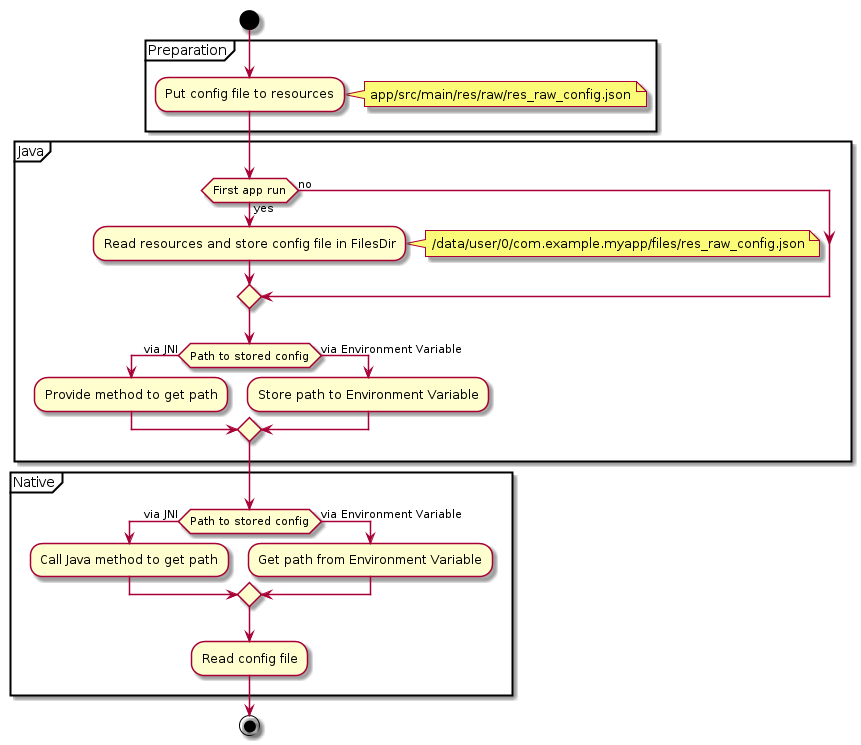 Preparation
Put config file to resources
app/src/main/res/raw/res_raw_config.json
Java
First app run
no
yes
Read resources and store config file in FilesDir
/data/user/0/com.example.myapp/files/res_raw_config.json
via JNI
Path to stored config
via Environment Variable
Provide method to get path
Store path to Environment Variable
Native
via JNI
Path to stored config
via Environment Variable
Call Java method to get path
Get path from Environment Variable
Read config file